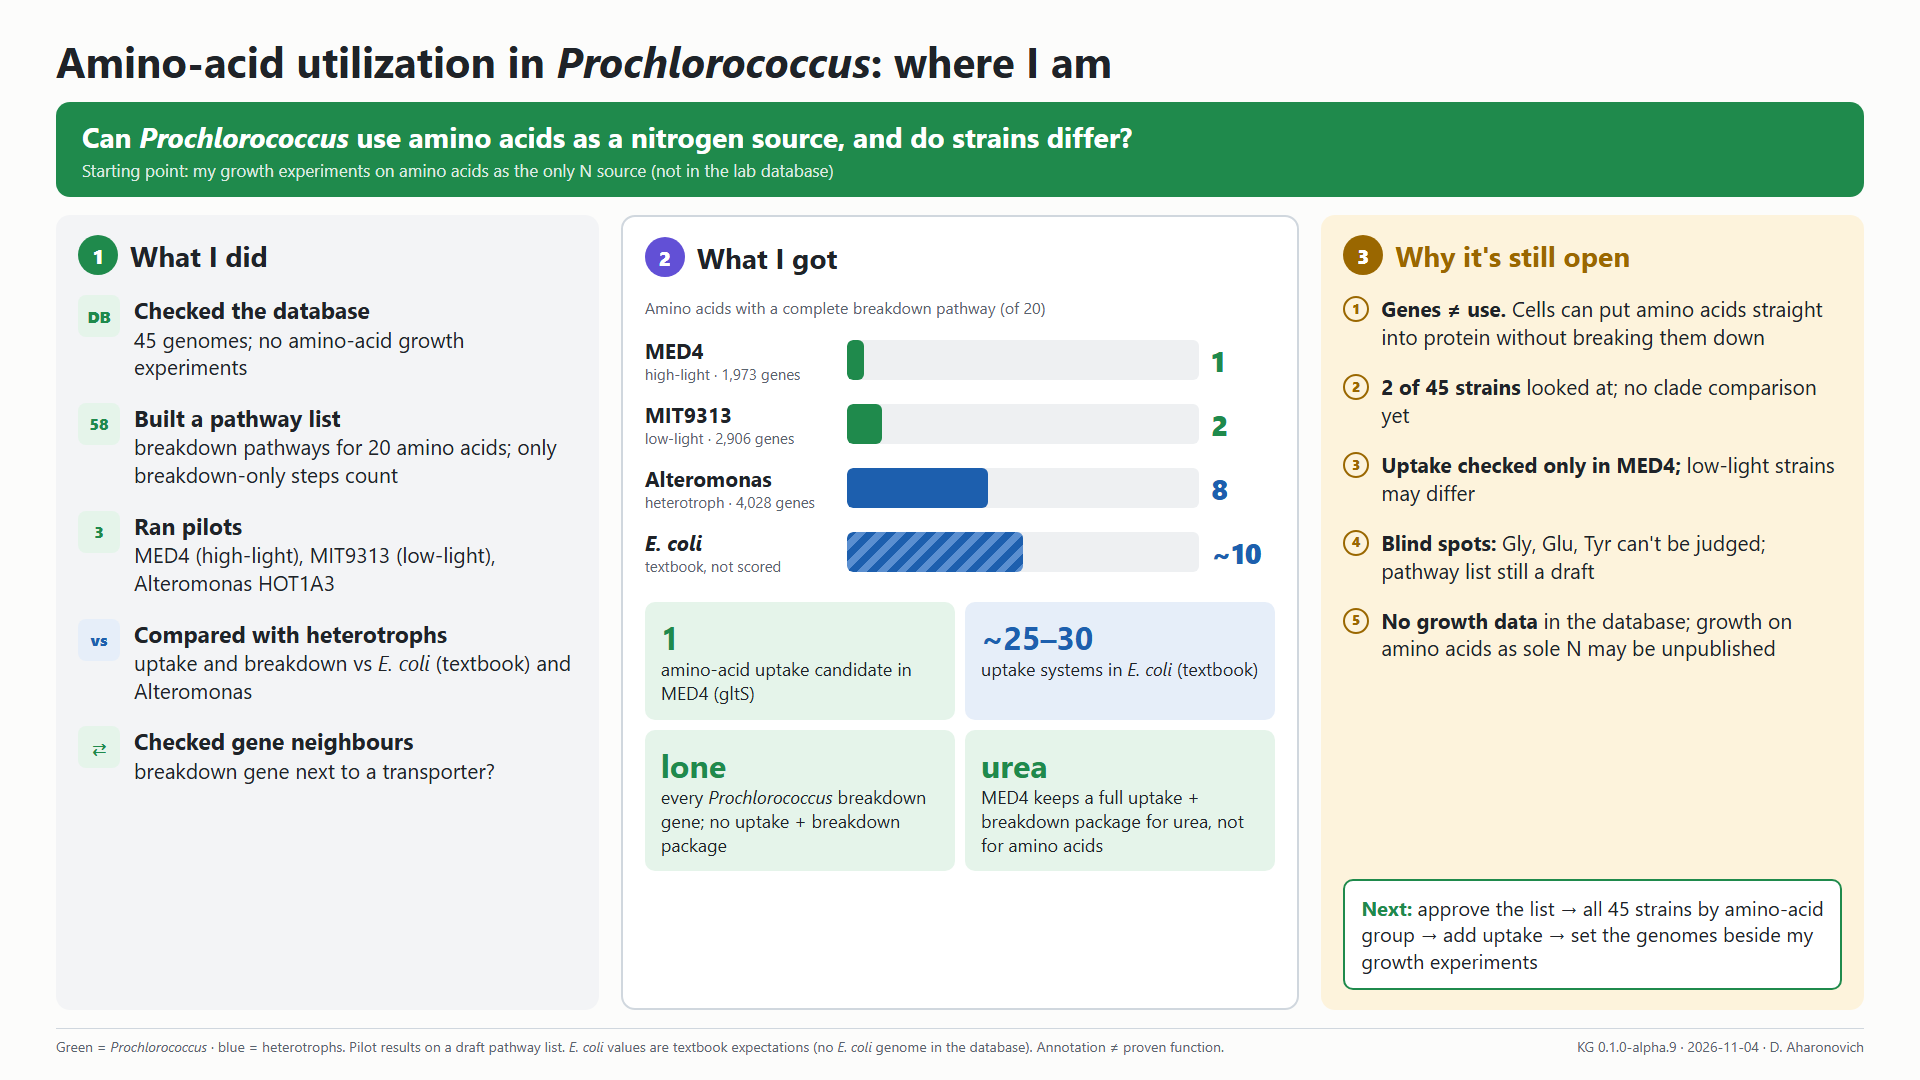 Amino-acid utilization in Prochlorococcus: where I am
Can Prochlorococcus use amino acids as a nitrogen source, and do strains differ?
Starting point: my growth experiments on amino acids as the only N source (not in the lab database)
1 What I did
DB
Checked the database
45 genomes; no amino-acid growth
experiments
58
Built a pathway list
breakdown pathways for 20 amino acids; only
breakdown-only steps count
3
Ran pilots
MED4 (high-light), MIT9313 (low-light),
Alteromonas HOT1A3
vs
Compared with heterotrophs
uptake and breakdown vs E. coli (textbook) and
Alteromonas
⇄
Checked gene neighbours
breakdown gene next to a transporter?
2 What I got
Amino acids with a complete breakdown pathway (of 20)
MED4
high-light · 1,973 genes
1
MIT9313
low-light · 2,906 genes
2
Alteromonas
heterotroph · 4,028 genes
8
E. coli
textbook, not scored
~10
1
amino-acid uptake candidate in
MED4 (gltS)
~25–30
uptake systems in E. coli (textbook)
lone
every Prochlorococcus breakdown
gene; no uptake + breakdown
package
urea
MED4 keeps a full uptake +
breakdown package for urea, not
for amino acids
3 Why it's still open
1 Genes ≠ use. Cells can put amino acids straight
into protein without breaking them down
2 2 of 45 strains looked at; no clade comparison
yet
3 Uptake checked only in MED4; low-light strains
may differ
4 Blind spots: Gly, Glu, Tyr can't be judged;
pathway list still a draft
5 No growth data in the database; growth on
amino acids as sole N may be unpublished
Next: approve the list → all 45 strains by amino-acid
group → add uptake → set the genomes beside my
growth experiments
Green = Prochlorococcus · blue = heterotrophs. Pilot results on a draft pathway list. E. coli values are textbook expectations (no E. coli genome in the database). Annotation ≠ proven function.
KG 0.1.0-alpha.9 · 2026-11-04 · D. Aharonovich